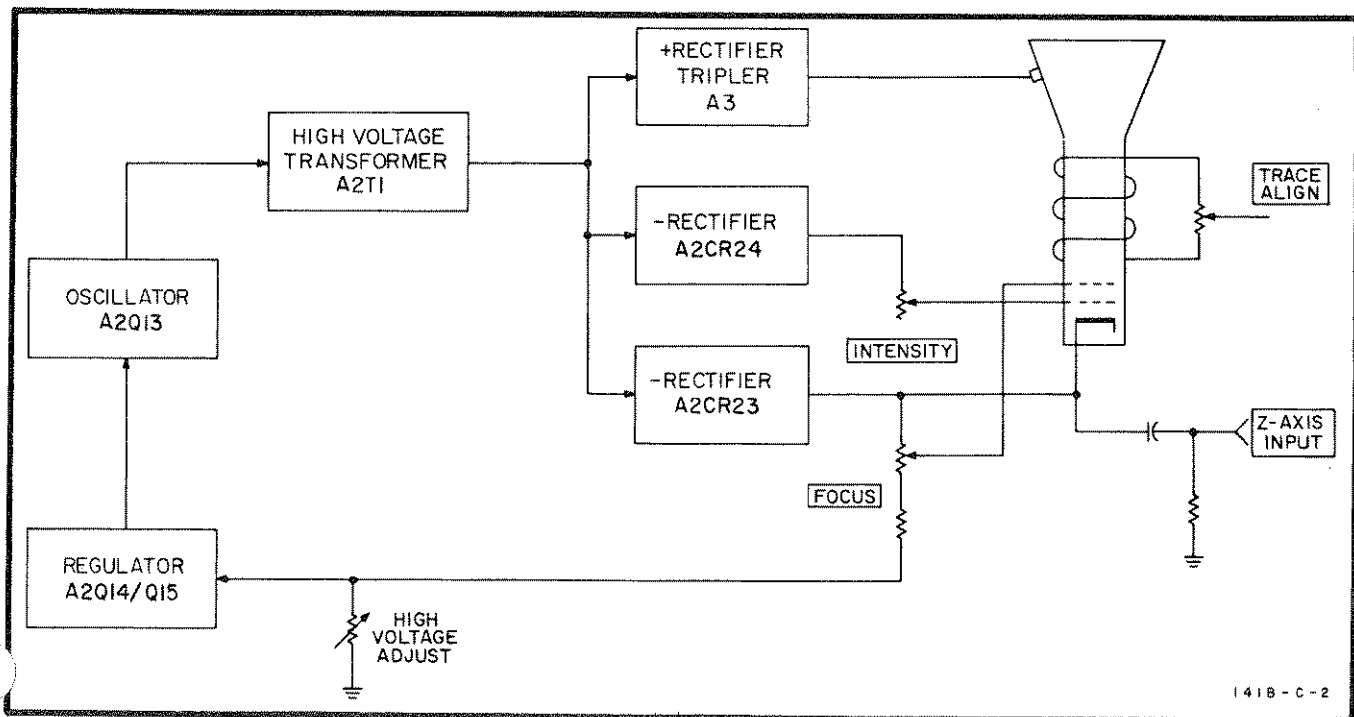 +RECTIFIER
TRIPLER
A3
HIGH VOLTAGE
TRANSFORMER
A2T1
TRACE
ALIGN
-RECTIFIER
A2CR24
OSCILLATOR
A2Q13
INTENSITY
-RECTIFIER
A2CR23
Z-AXIS
INPUT
FOCUS
REGULATOR
A2Q14/Q15
HIGH
VOLTAGE
ADJUST
141B-C-2